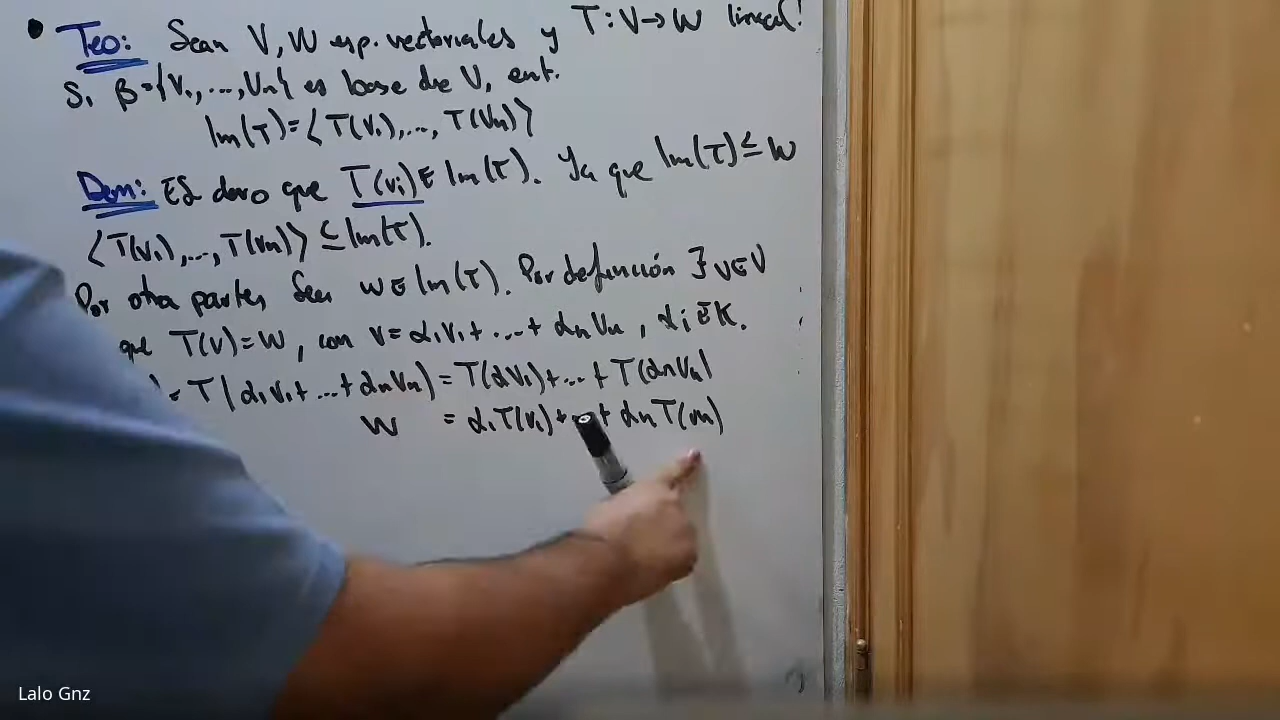 • Teo: Sean V, W esp. vectoriales y T: V→W lineal!
Si β={v₁,...,vₙ} es base de V, ent.
Im(T)=⟨T(v₁),..., T(vₙ)⟩
Dem: Es claro que T(vᵢ)∈ Im(T). Ya que Im(T)≤W
⟨T(v₁),..., T(vₙ)⟩ ⊆ Im(T).
Por otra parte, Sea w∈ Im(T). Por definición ∃ v∈V
que T(v)=W, con v=α₁v₁+...+αₙvₙ, αᵢ∈K.
=T(α₁v₁+...+αₙvₙ)=T(αv₁)+...+T(αₙvₙ)
W = α₁T(v₁)+ + αₙT(vₙ)
Lalo Gnz